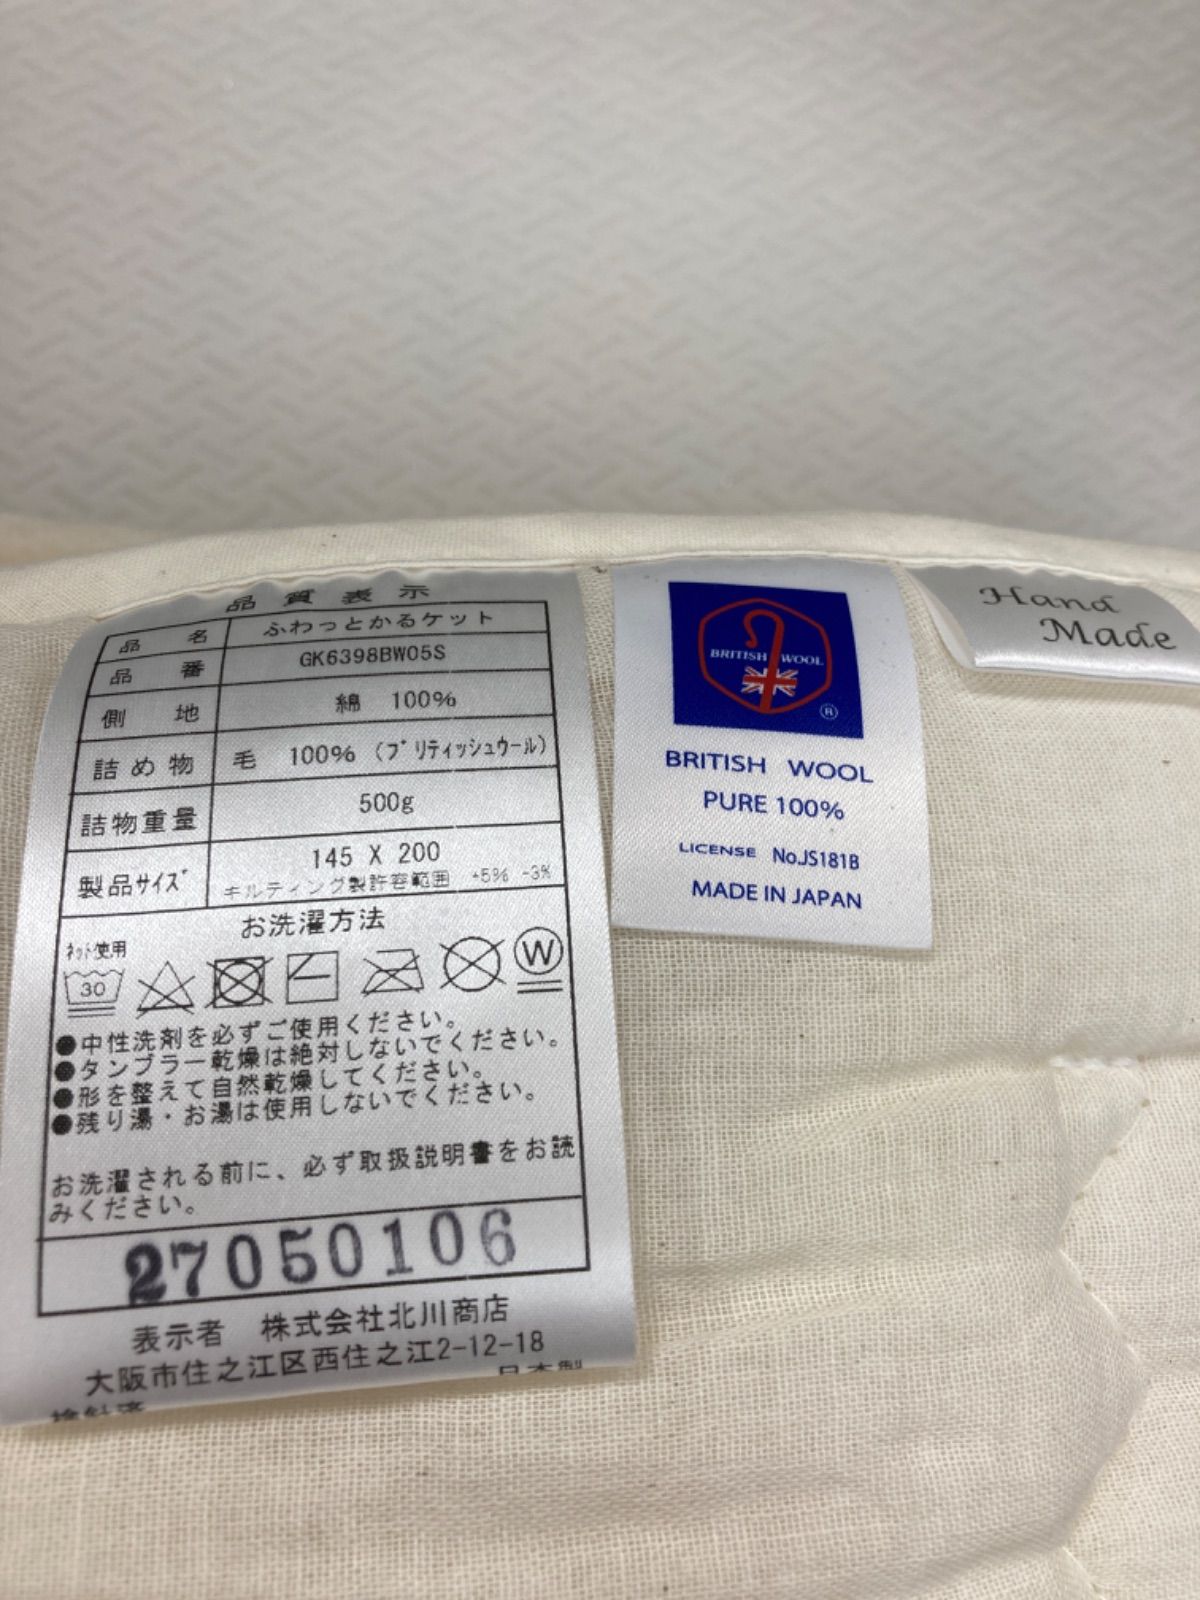 品質表示
品名 ふわっとかるケット
品番 GK6398BW05S
側地 綿 100%
詰め物 毛 100% (ブリティッシュウール)
詰物重量 500g
製品サイズ 145 X 200
キルティング製許容範囲 +5% -3%
お洗濯方法
ネット使用
30
W
●中性洗剤を必ずご使用ください。
●タンブラー乾燥は絶対しないでください。
●形を整えて自然乾燥してください。
●残り湯・お湯は使用しないでください。
お洗濯される前に、必ず取扱説明書をお読
みください。
27050106
表示者 株式会社北川商店
大阪市住之江区西住之江2-12-18
日本製
検針済
BRITISH WOOL
®
BRITISH WOOL
PURE 100%
LICENSE No.JS181B
MADE IN JAPAN
Hand
Made